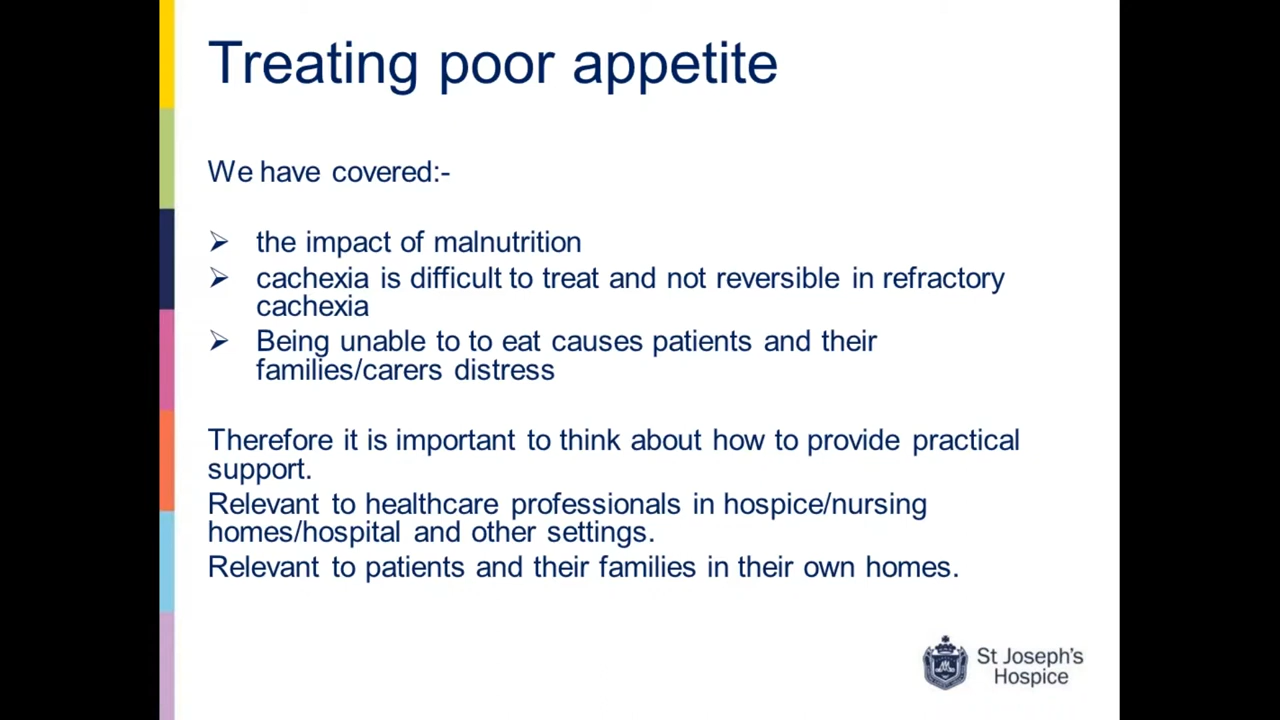 Treating poor appetite
We have covered:-
the impact of malnutrition
cachexia is difficult to treat and not reversible in refractory
cachexia
Being unable to to eat causes patients and their
families/carers distress
Therefore it is important to think about how to provide practical
support.
Relevant to healthcare professionals in hospice/nursing
homes/hospital and other settings.
Relevant to patients and their families in their own homes.
St Joseph's
Hospice